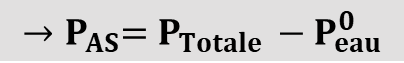 → P_AS = P_Totale − P⁰_eau